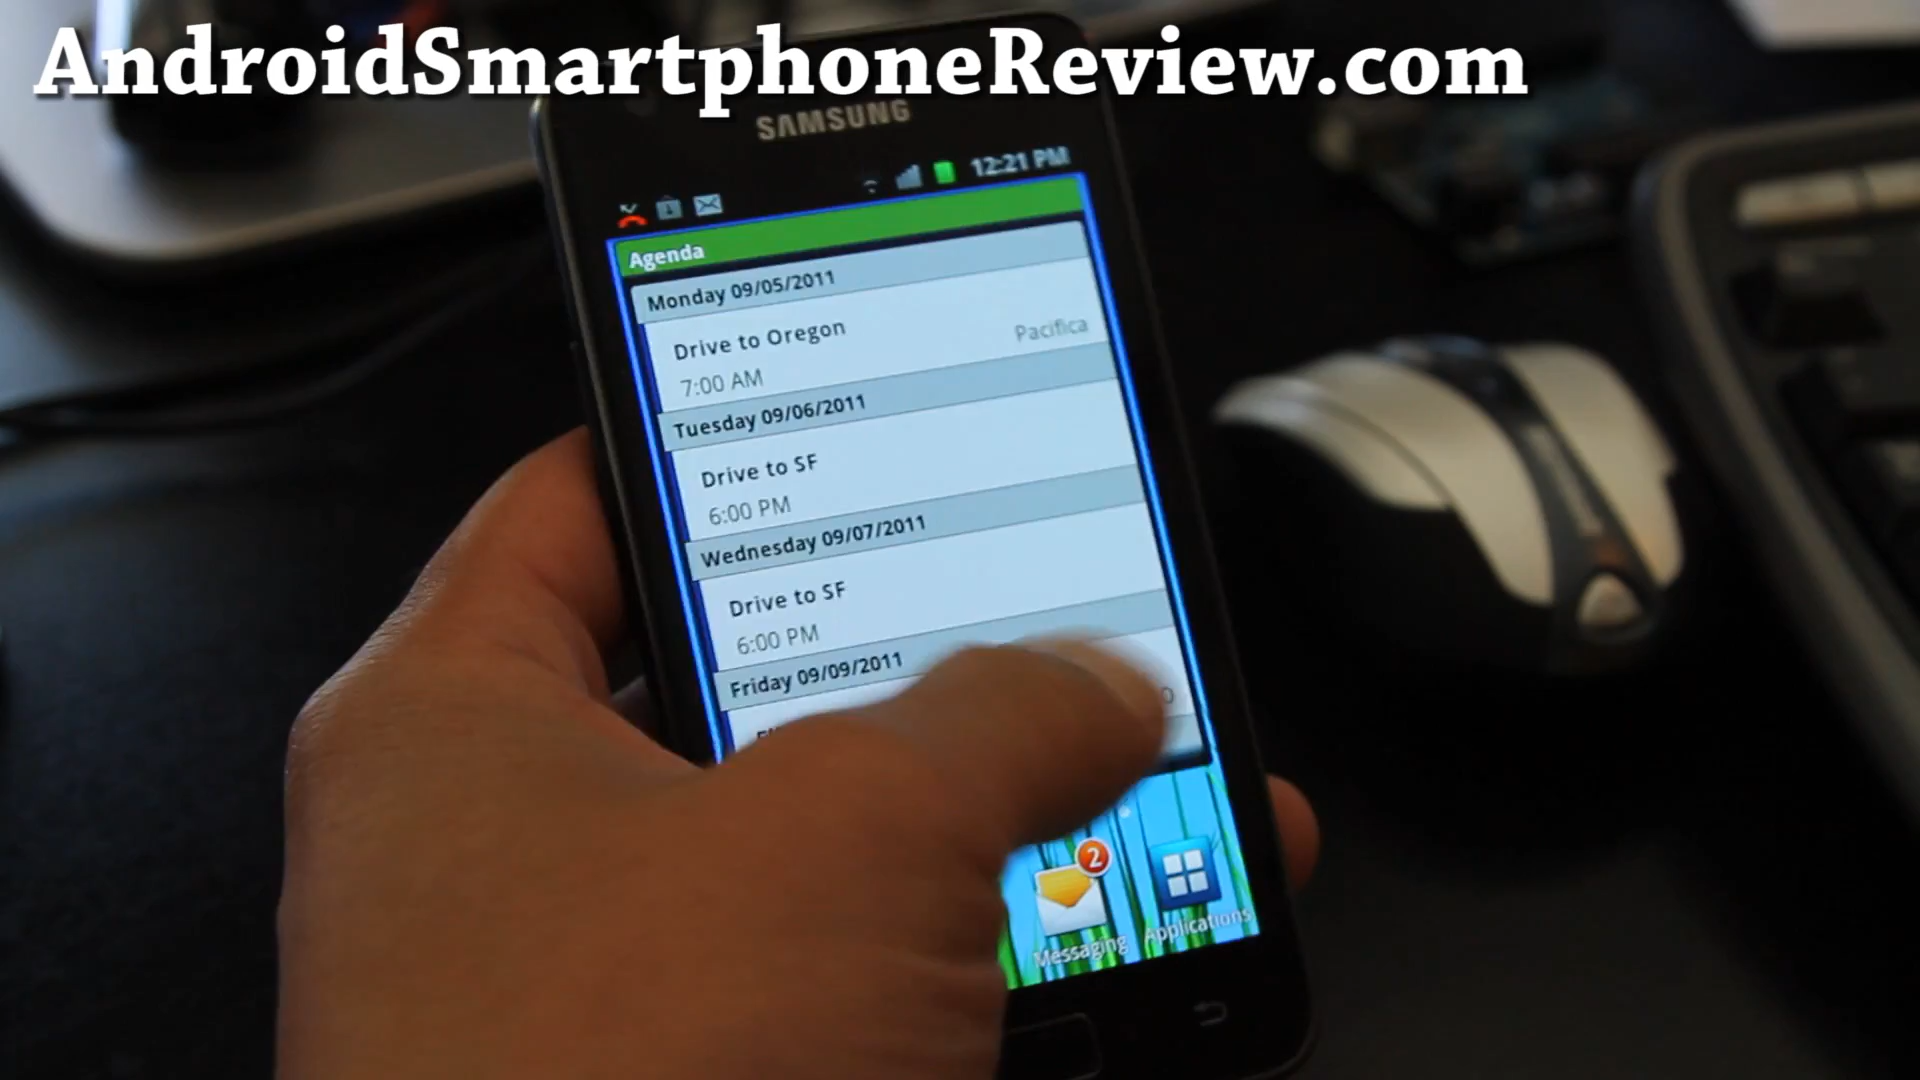 AndroidSmartphoneReview.com
SAMSUNG
12:21 PM
Agenda
Monday 09/05/2011
Drive to Oregon
Pacifica
7:00 AM
Tuesday 09/06/2011
Drive to SF
6:00 PM
Wednesday 09/07/2011
Drive to SF
6:00 PM
Friday 09/09/2011
2
Messaging
Applications